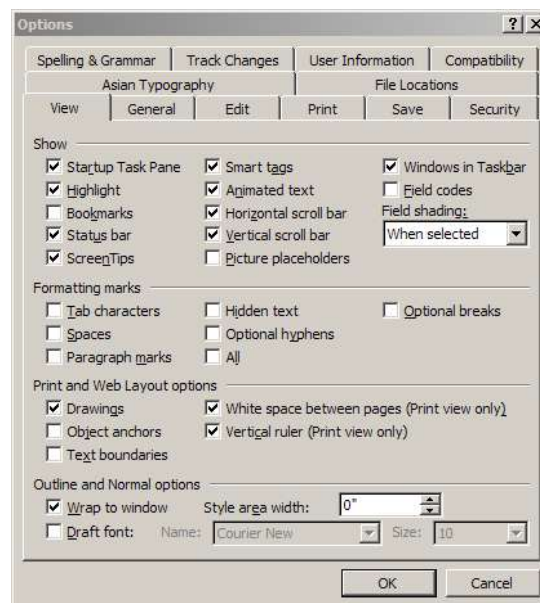 Options
Spelling & Grammar Track Changes User Information Compatibility
Asian Typography File Locations
View General Edit Print Save Security
Show
Startup Task Pane Smart tags Windows in Taskbar
Highlight Animated text Field codes
Bookmarks Horizontal scroll bar Field shading:
Status bar Vertical scroll bar When selected
ScreenTips Picture placeholders
Formatting marks
Tab characters Hidden text Optional breaks
Spaces Optional hyphens
Paragraph marks All
Print and Web Layout options
Drawings White space between pages (Print view only)
Object anchors Vertical ruler (Print view only)
Text boundaries
Outline and Normal options
Wrap to window Style area width: 0"
Draft font: Name: Courier New Size: 10
OK Cancel